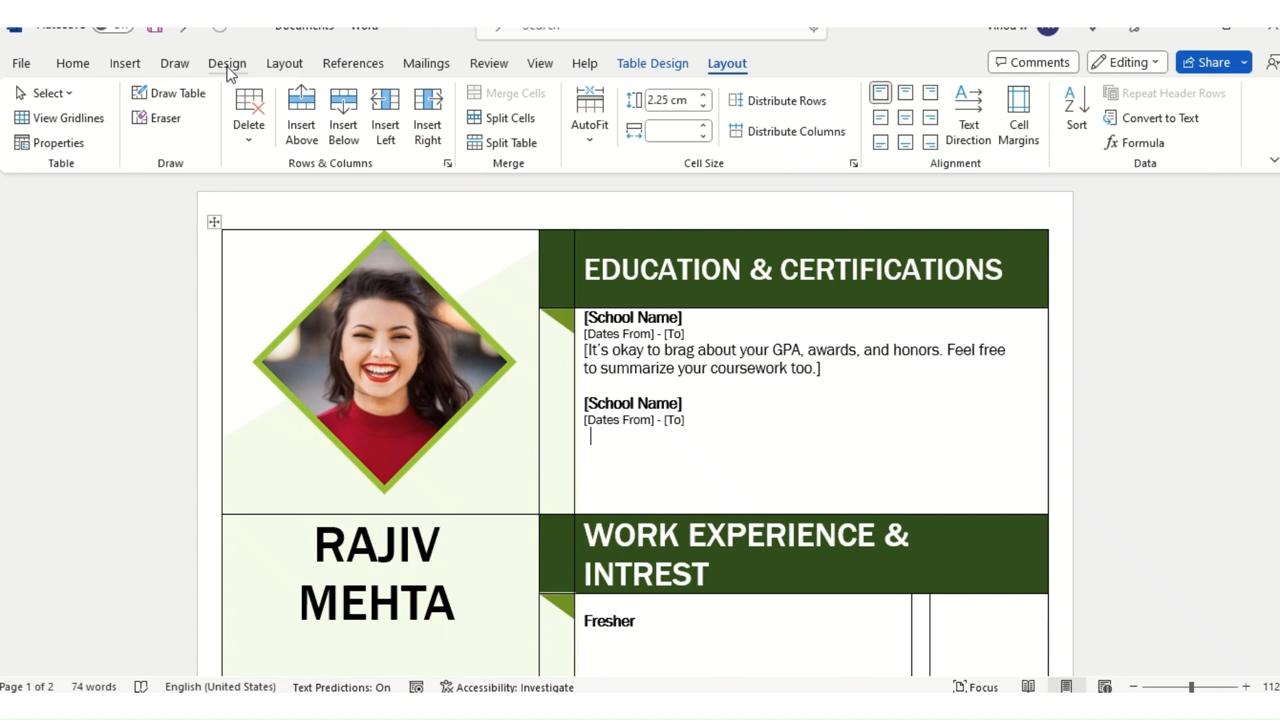 File Home Insert Draw Design Layout References Mailings Review View Help Table Design Layout Comments Editing Share
Select Draw Table Merge Cells 2.25 cm Distribute Rows Repeat Header Rows
View Gridlines Eraser Delete Insert Above Insert Below Insert Left Insert Right Split Cells AutoFit Distribute Columns Text Direction Cell Margins Sort Convert to Text
Properties Split Table fx Formula
Table Draw Rows & Columns Merge Cell Size Alignment Data
EDUCATION & CERTIFICATIONS
[School Name]
[Dates From] - [To]
[It's okay to brag about your GPA, awards, and honors. Feel free
to summarize your coursework too.]
[School Name]
[Dates From] - [To]
RAJIV
MEHTA
WORK EXPERIENCE &
INTREST
Fresher
Page 1 of 2 74 words English (United States) Text Predictions: On Accessibility: Investigate Focus 112